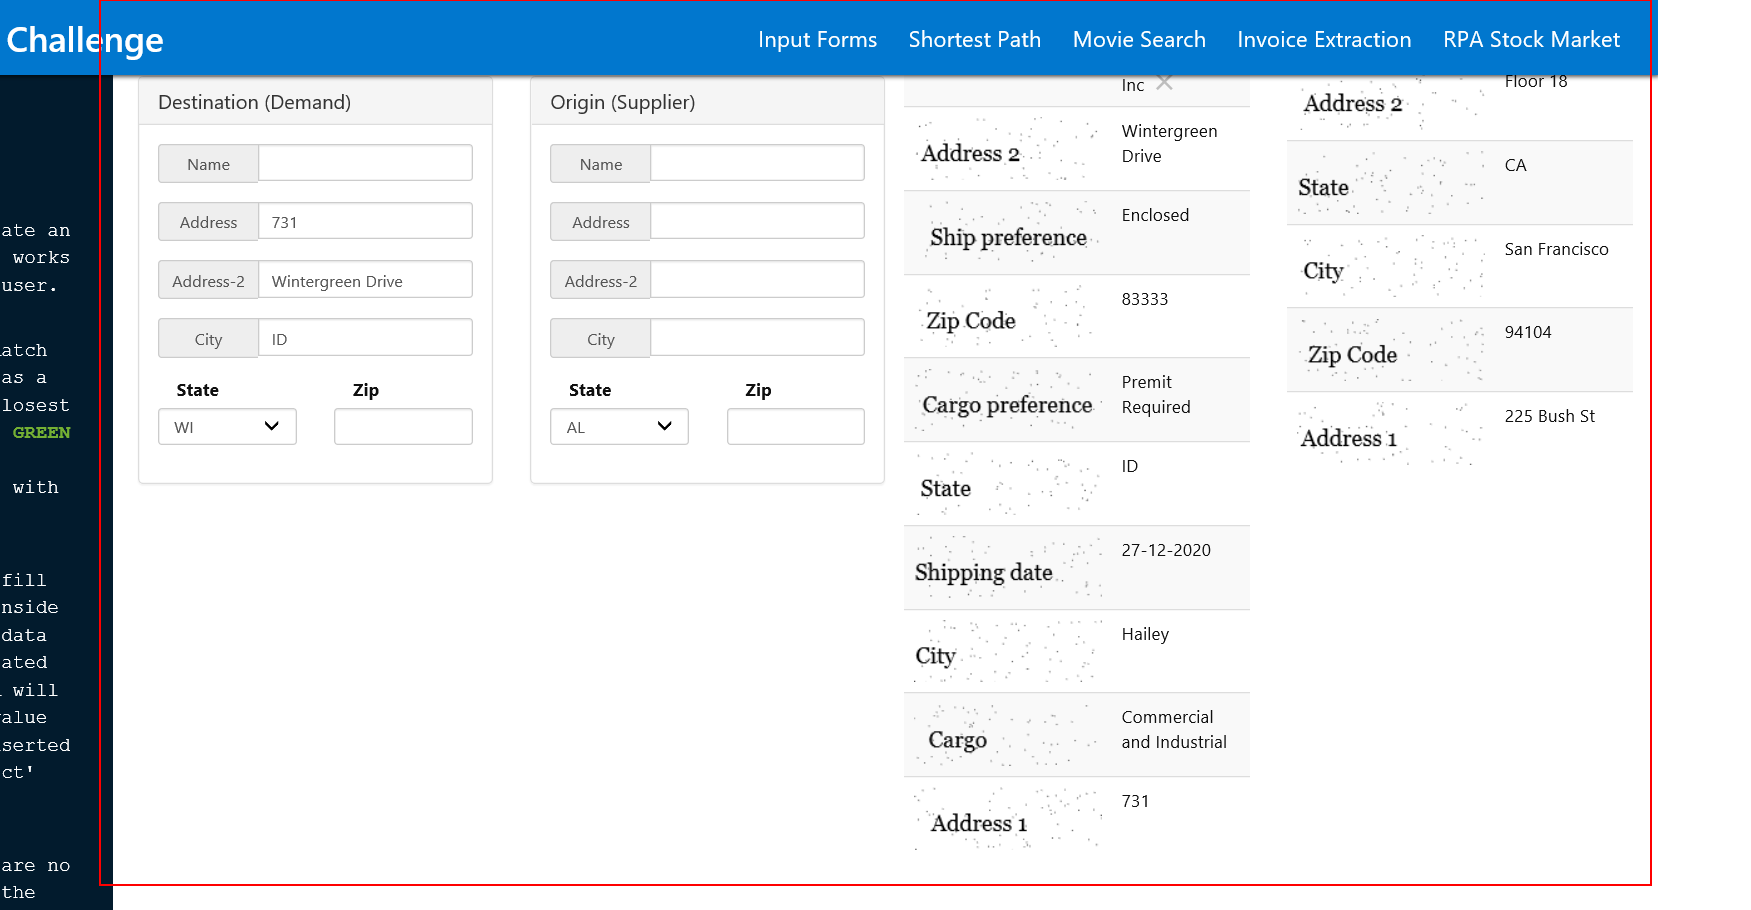 Challenge
Input Forms
Shortest Path
Movie Search
Invoice Extraction
RPA Stock Market
ate an
works
user.
atch
as a
losest
GREEN
with
fill
nside
data
ated
will
value
serted
ct'
are no
the
Destination (Demand)
Name
Address
731
Address-2
Wintergreen Drive
City
ID
State
Zip
WI
Origin (Supplier)
Name
Address
Address-2
City
State
Zip
AL
Inc
Address 2
Wintergreen
Drive
Ship preference
Enclosed
Zip Code
83333
Cargo preference
Premit
Required
State
ID
Shipping date
27-12-2020
City
Hailey
Cargo
Commercial
and Industrial
Address 1
731
Address 2
Floor 18
State
CA
City
San Francisco
Zip Code
94104
Address 1
225 Bush St